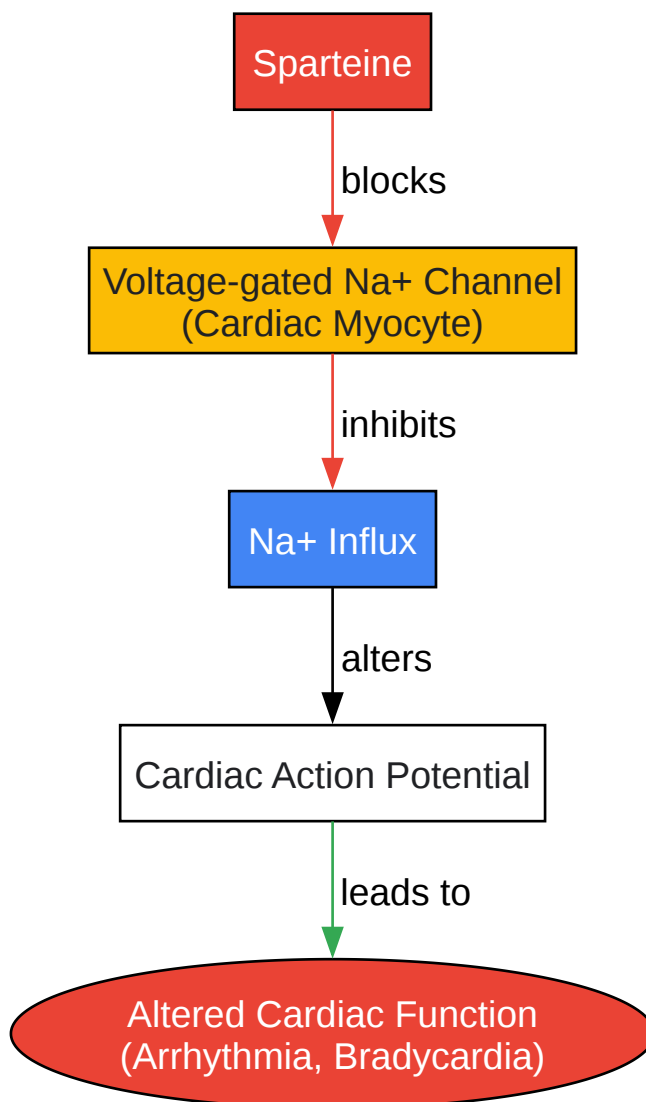 Sparteine
blocks
Voltage-gated Na+ Channel
(Cardiac Myocyte)
inhibits
Na+ Influx
alters
Cardiac Action Potential
leads to
Altered Cardiac Function
(Arrhythmia, Bradycardia)